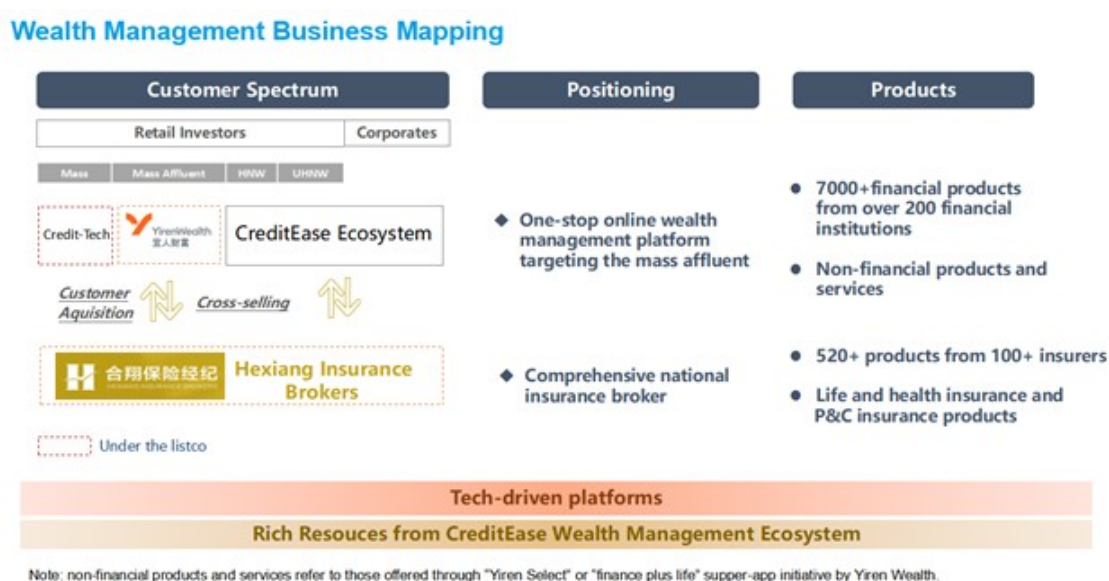 Wealth Management Business Mapping
Customer Spectrum
Positioning
Products
Retail Investors
Corporates
Mass
Mass Affluent
HNW
UHNW
Credit-Tech
YirenWealth
宜人财富
CreditEase Ecosystem
◆ One-stop online wealth
management platform
targeting the mass affluent
● 7000+financial products
from over 200 financial
institutions
● Non-financial products and
services
Customer
Aquisition
Cross-selling
合翔保险经纪
HEXIANG INSURANCE BROKERS
Hexiang Insurance
Brokers
◆ Comprehensive national
insurance broker
● 520+ products from 100+ insurers
● Life and health insurance and
P&C insurance products
Under the listco
Tech-driven platforms
Rich Resouces from CreditEase Wealth Management Ecosystem
Note: non-financial products and services refer to those offered through "Yiren Select" or "finance plus life" supper-app initiative by Yiren Wealth.